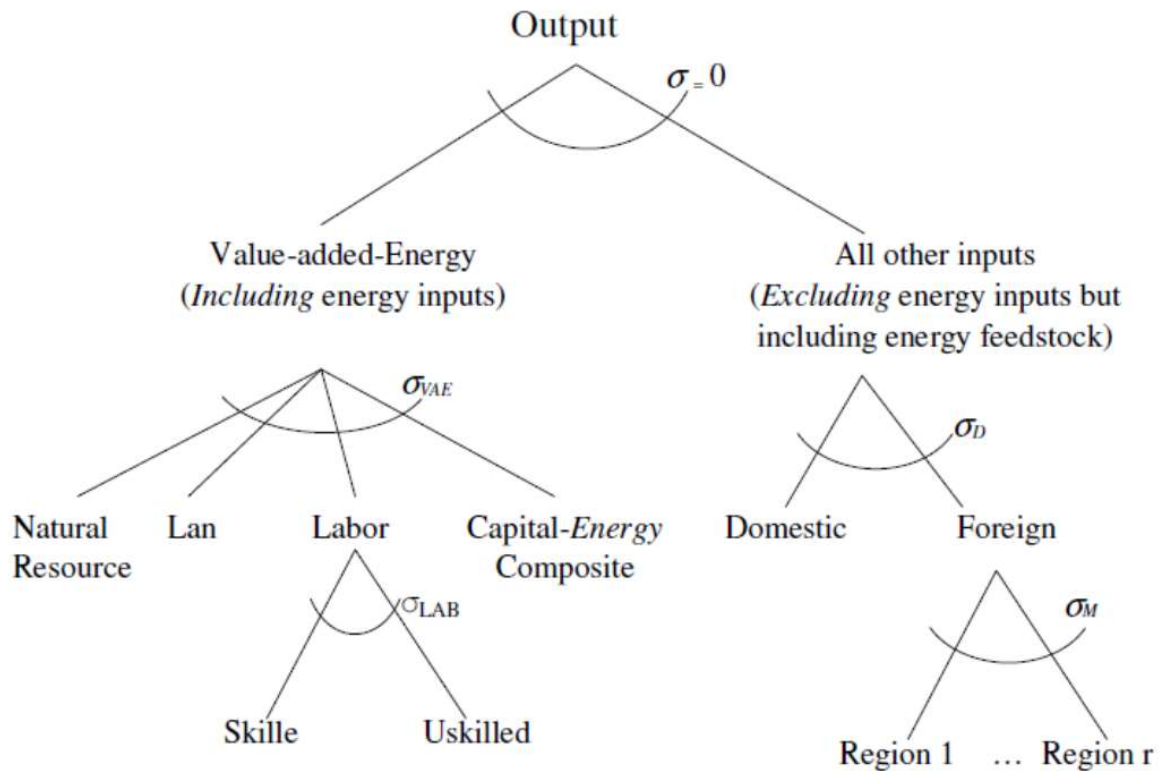 Output
σ = 0
Value-added-Energy
(Including energy inputs)
All other inputs
(Excluding energy inputs but
including energy feedstock)
σVAE
σD
Natural
Resource
Lan
Labor
Capital-Energy
Composite
Domestic
Foreign
σLAB
σM
Skille
Uskilled
Region 1 … Region r